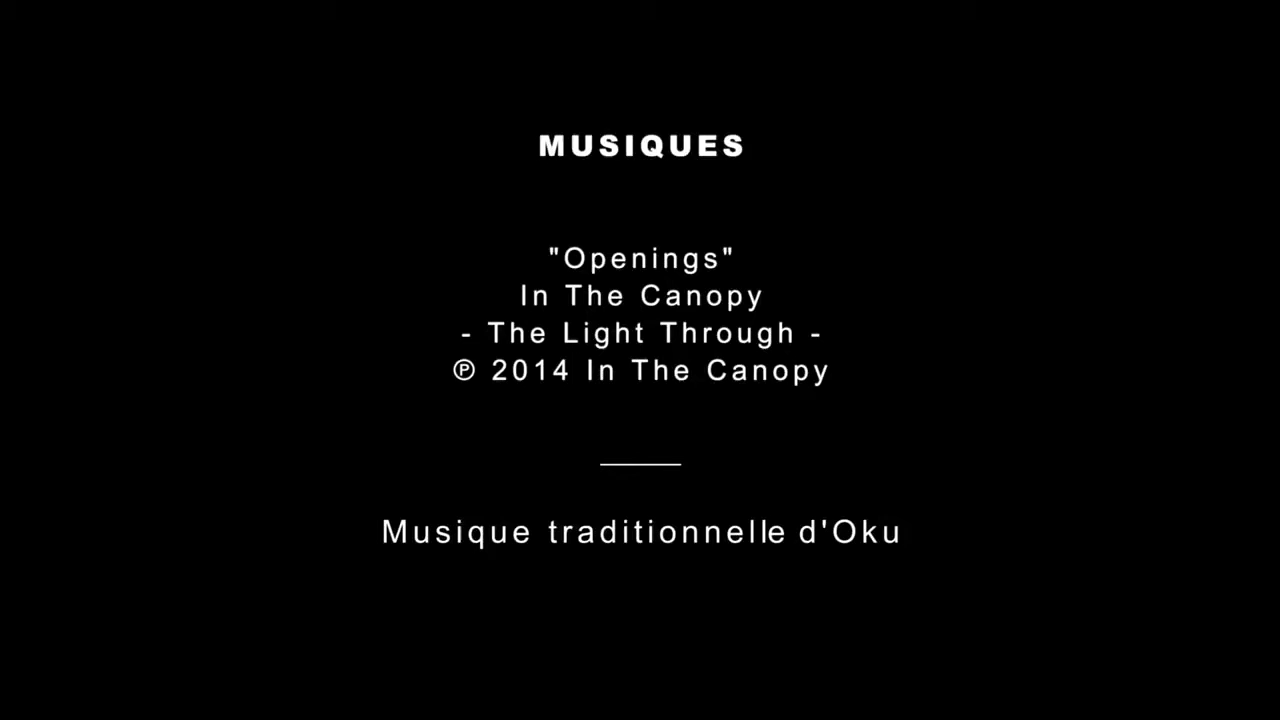 MUSIQUES
"Openings"
In The Canopy
- The Light Through -
℗ 2014 In The Canopy
Musique traditionnelle d'Oku